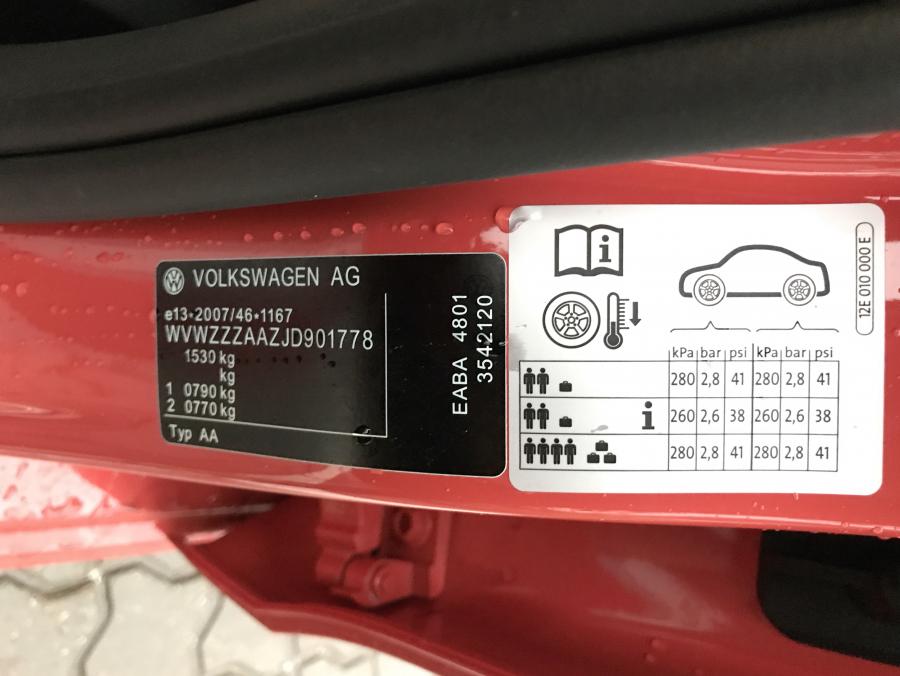 VOLKSWAGEN AG
e13*2007/46*1167
WVWZZZAAZJD901778
1530 kg
kg
1 0790 kg
2 0770 kg
Typ AA
EABA 4801
3542120
i
12E 010 000 E
kPa bar psi kPa bar psi
280 2,8 41 280 2,8 41
i 260 2,6 38 260 2,6 38
280 2,8 41 280 2,8 41